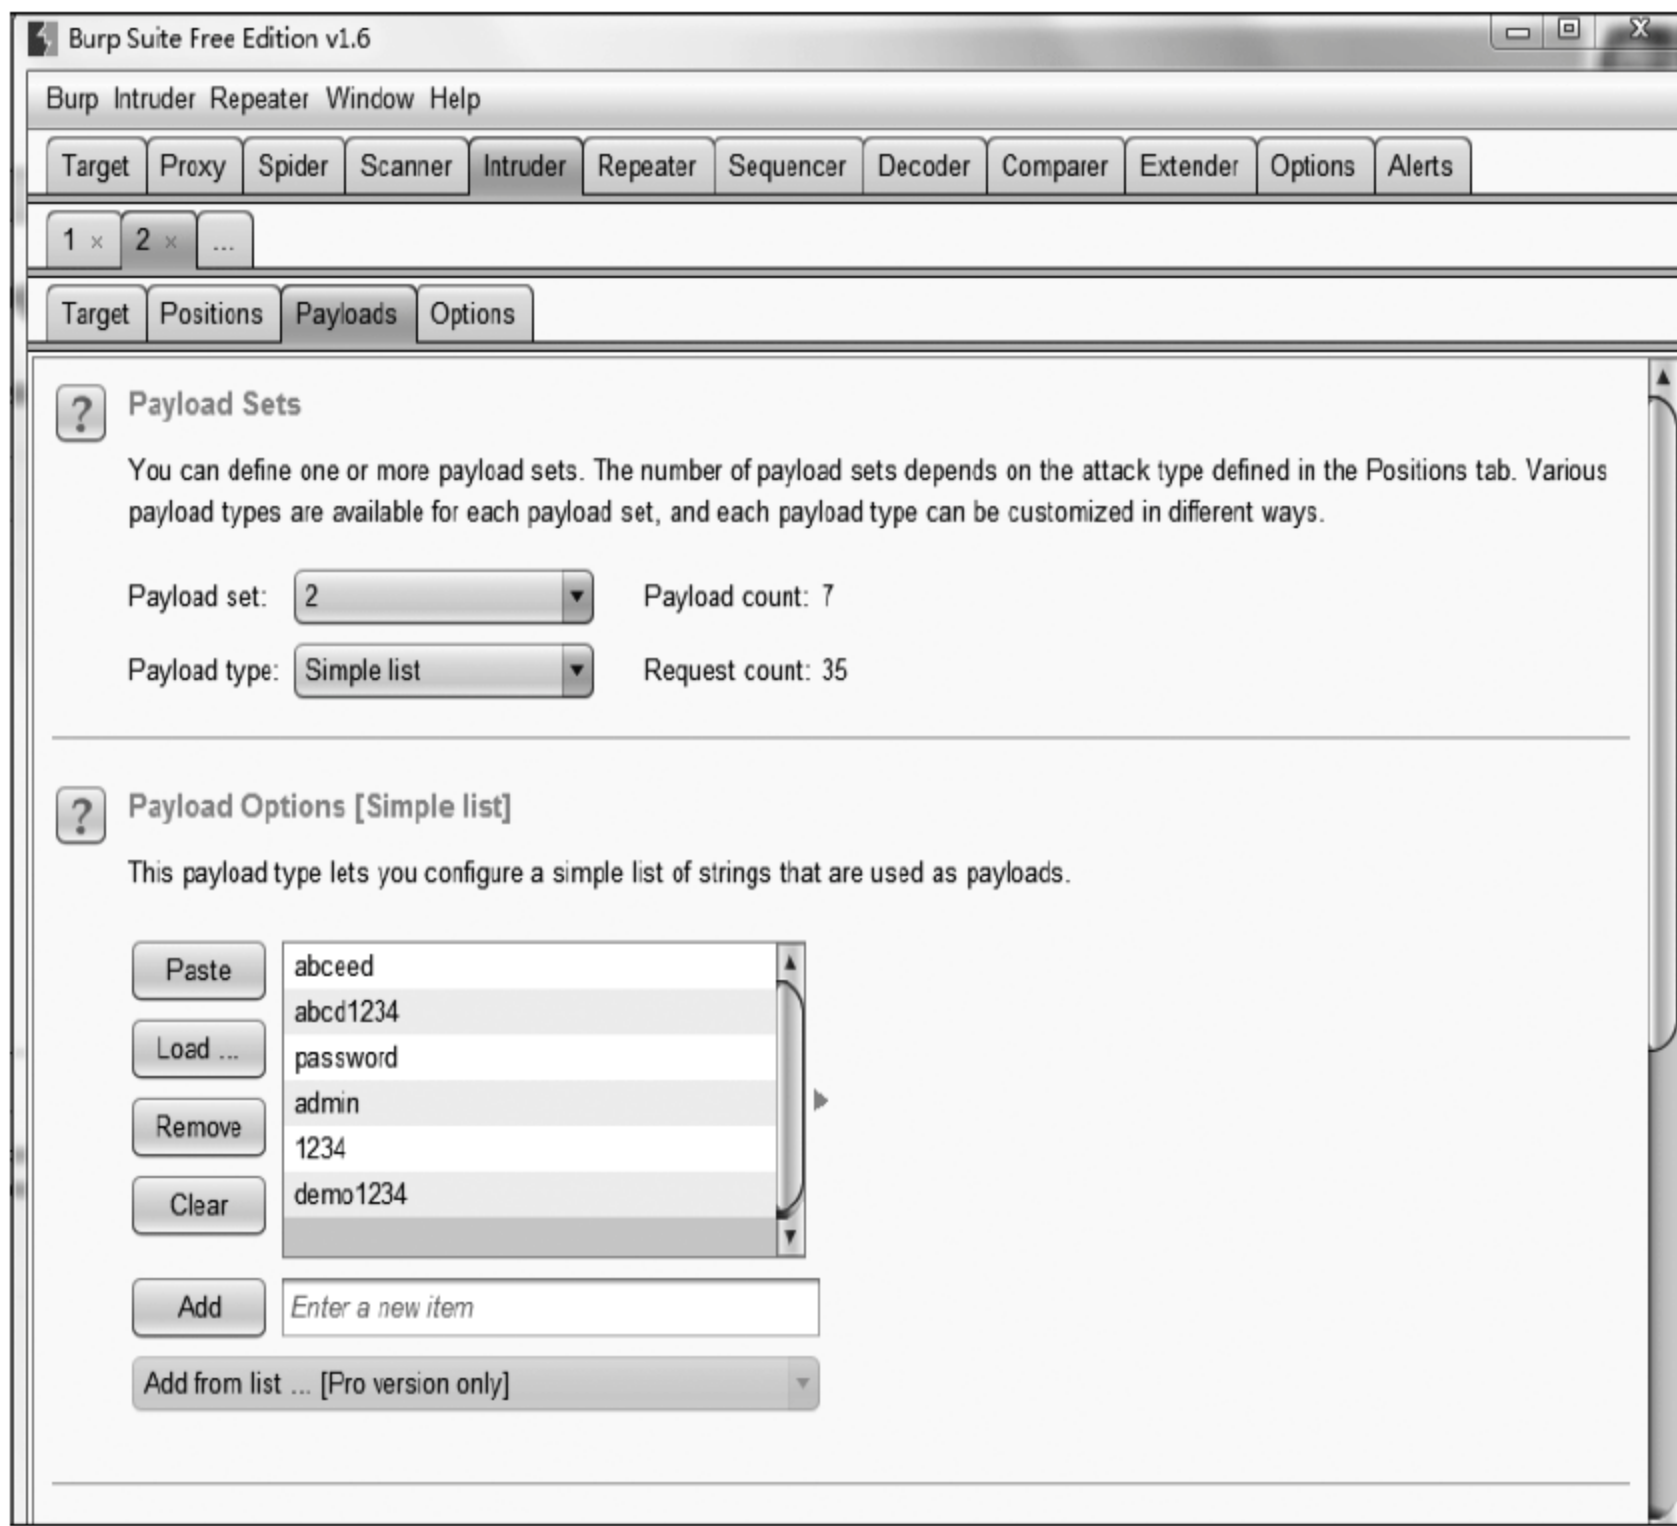 Burp Suite Free Edition v1.6
Burp Intruder Repeater Window Help
Target Proxy Spider Scanner Intruder Repeater Sequencer Decoder Comparer Extender Options Alerts
1 × 2 × ...
Target Positions Payloads Options
? Payload Sets
You can define one or more payload sets. The number of payload sets depends on the attack type defined in the Positions tab. Various
payload types are available for each payload set, and each payload type can be customized in different ways.
Payload set: 2 Payload count: 7
Payload type: Simple list Request count: 35
? Payload Options [Simple list]
This payload type lets you configure a simple list of strings that are used as payloads.
Paste
Load ...
Remove
Clear
abceed
abcd1234
password
admin
1234
demo1234
Add Enter a new item
Add from list ... [Pro version only]